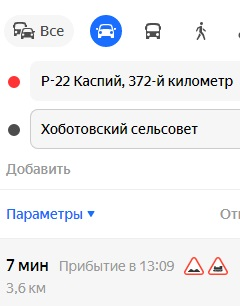 Все
Р-22 Каспий, 372-й километр
Хоботовский сельсовет
Добавить
Параметры
7 мин Прибытие в 13:09
3,6 км